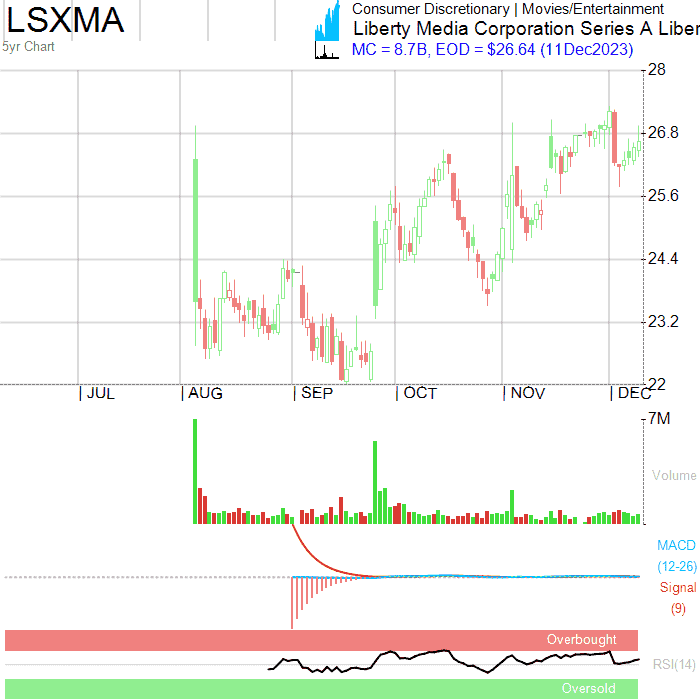 LSXMA
5yr Chart
Consumer Discretionary | Movies/Entertainment
Liberty Media Corporation Series A Liber
MC = 8.7B, EOD = $26.64 (11Dec2023)
28
26.8
25.6
24.4
23.2
22
| JUL | AUG | SEP | OCT | NOV | DEC
7M
Volume
MACD
(12-26)
Signal
(9)
Overbought
RSI(14)
Oversold